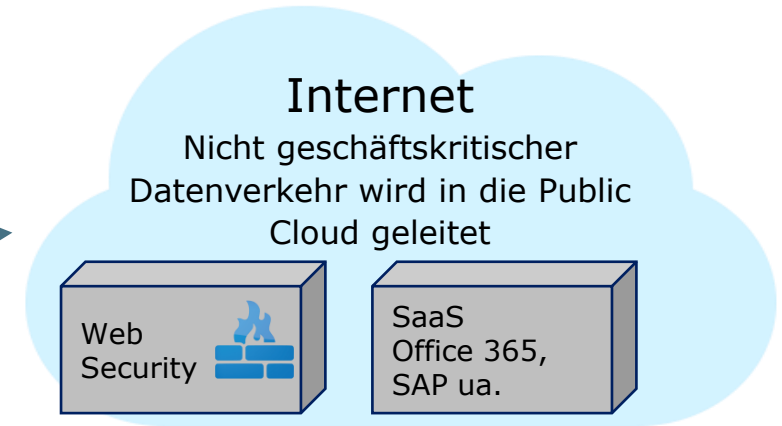 Internet
Nicht geschäftskritischer
Datenverkehr wird in die Public
Cloud geleitet
Web
Security
SaaS
Office 365,
SAP ua.